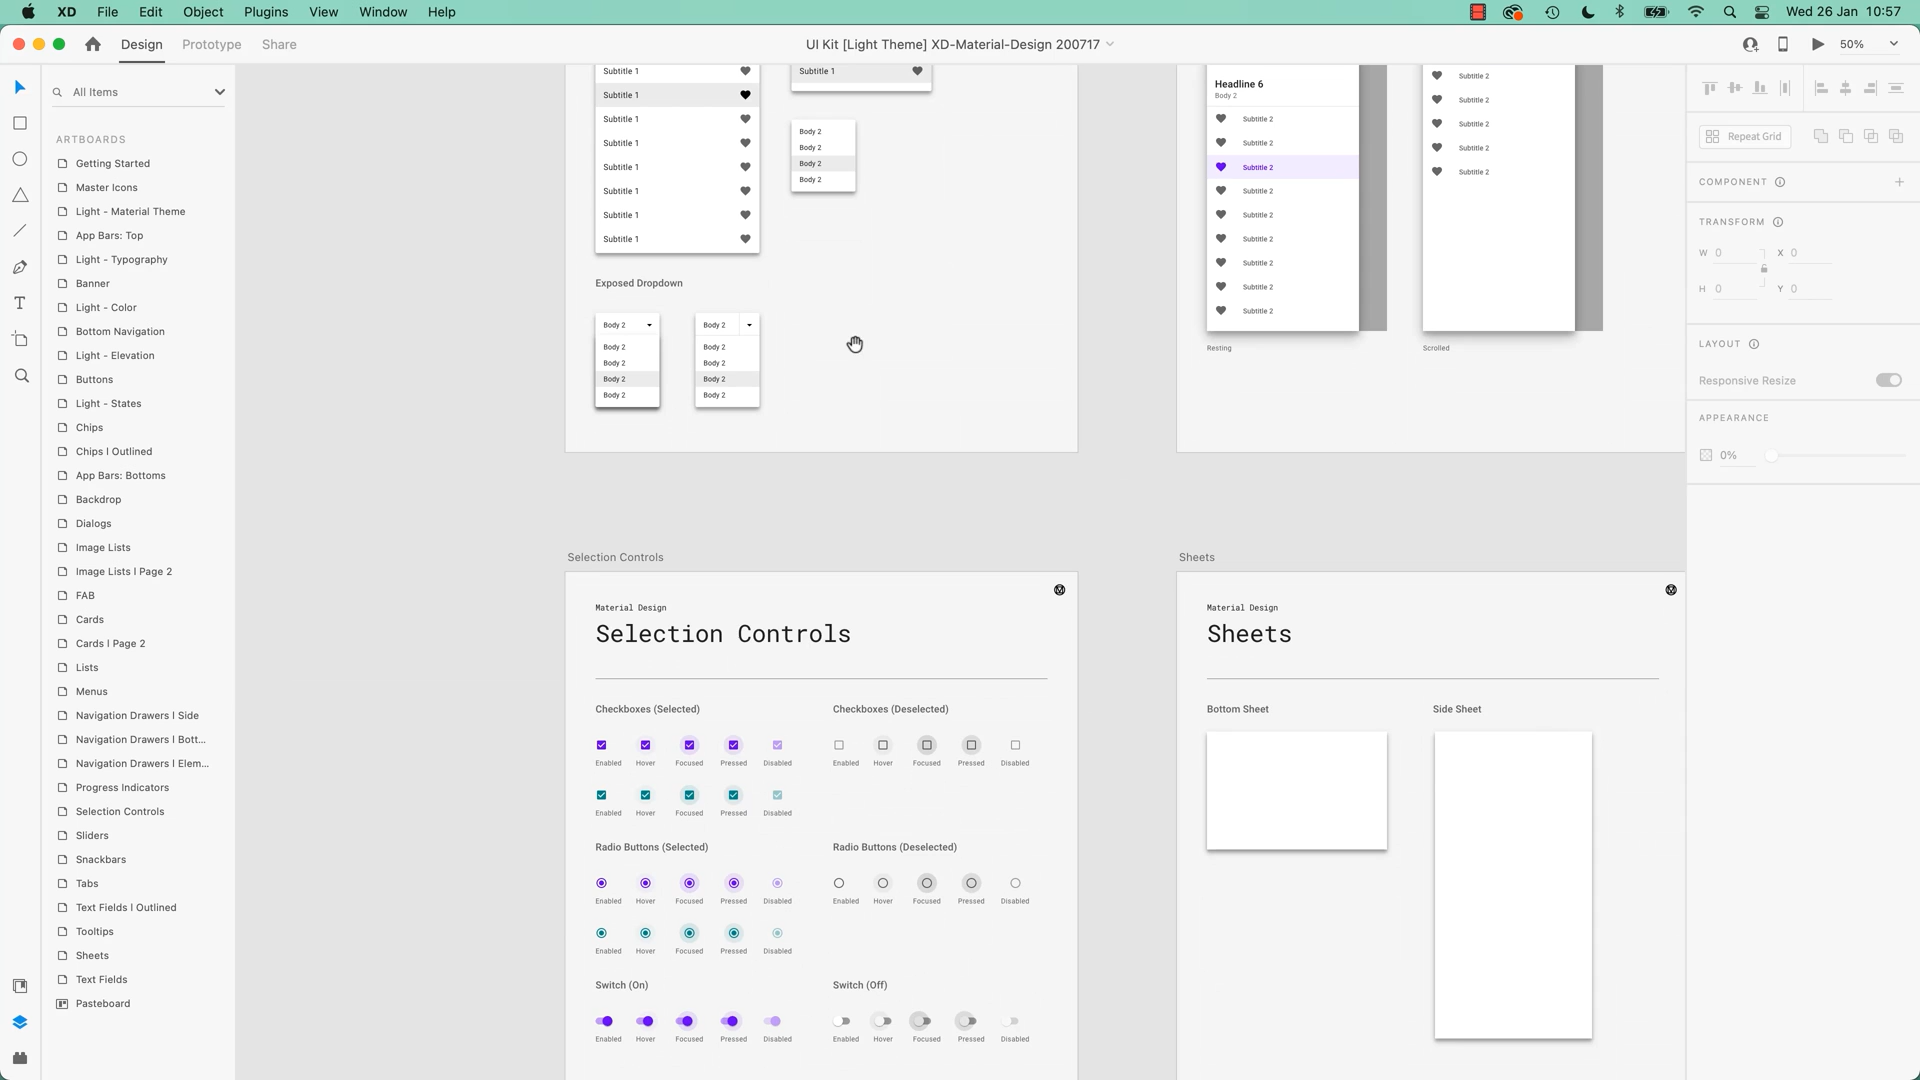 XD File Edit Object Plugins View Window Help Wed 26 Jan 10:57
Design Prototype Share UI Kit [Light Theme] XD-Material-Design 200717 50%
All Items
ARTBOARDS
Getting Started
Master Icons
Light - Material Theme
App Bars: Top
Light - Typography
Banner
Light - Color
Bottom Navigation
Light - Elevation
Buttons
Light - States
Chips
Chips | Outlined
App Bars: Bottoms
Backdrop
Dialogs
Image Lists
Image Lists | Page 2
FAB
Cards
Cards | Page 2
Lists
Menus
Navigation Drawers | Side
Navigation Drawers | Bott...
Navigation Drawers | Elem...
Progress Indicators
Selection Controls
Sliders
Snackbars
Tabs
Text Fields | Outlined
Tooltips
Sheets
Text Fields
Pasteboard
Subtitle 1
Subtitle 1
Subtitle 1
Subtitle 1
Subtitle 1
Subtitle 1
Subtitle 1
Subtitle 1
Subtitle 1
Body 2
Body 2
Body 2
Body 2
Exposed Dropdown
Body 2
Body 2
Body 2
Body 2
Body 2
Body 2
Body 2
Body 2
Body 2
Body 2
Headline 6
Body 2
Subtitle 2
Subtitle 2
Subtitle 2
Subtitle 2
Subtitle 2
Subtitle 2
Subtitle 2
Subtitle 2
Subtitle 2
Resting
Subtitle 2
Subtitle 2
Subtitle 2
Subtitle 2
Subtitle 2
Scrolled
Selection Controls
Material Design
Selection Controls
Checkboxes (Selected) Checkboxes (Deselected)
Enabled Hover Focused Pressed Disabled Enabled Hover Focused Pressed Disabled
Enabled Hover Focused Pressed Disabled
Radio Buttons (Selected) Radio Buttons (Deselected)
Enabled Hover Focused Pressed Disabled Enabled Hover Focused Pressed Disabled
Enabled Hover Focused Pressed Disabled
Switch (On) Switch (Off)
Enabled Hover Focused Pressed Disabled Enabled Hover Focused Pressed Disabled
Sheets
Material Design
Sheets
Bottom Sheet Side Sheet
Repeat Grid
COMPONENT
TRANSFORM
W 0 X 0
H 0 Y 0
LAYOUT
Responsive Resize
APPEARANCE
0%